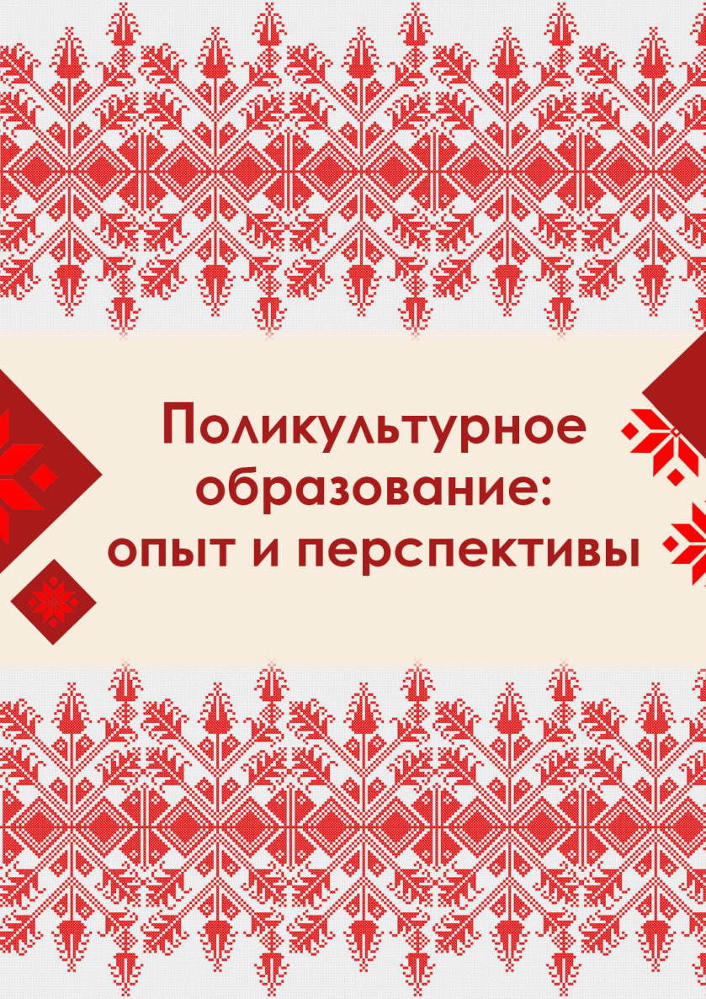 Поликультурное
образование:
опыт и перспективы